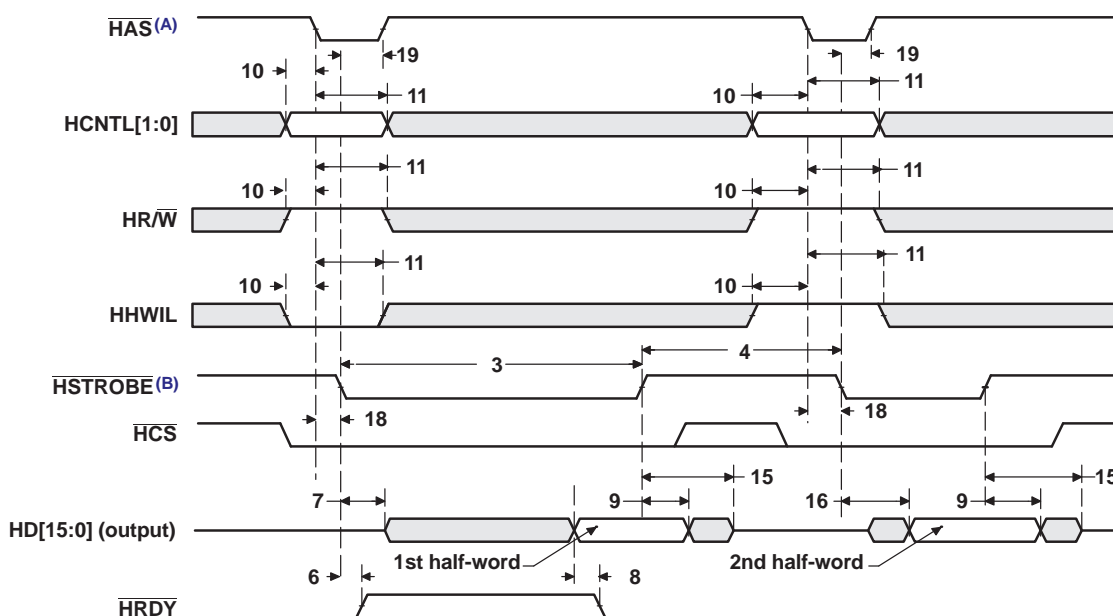 HAS (A)
19
19
10
11
10
11
HCNTL[1:0]
11
11
10
10
HR/W
11
11
10
10
HHWIL
3
4
HSTROBE (B)
18
18
HCS
15
15
7
9
16
9
HD[15:0] (output)
1st half-word
2nd half-word
6
8
HRDY